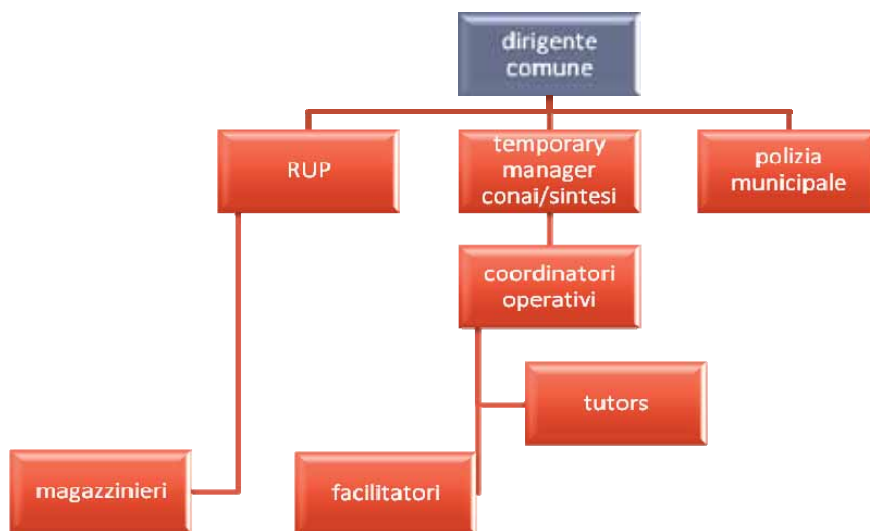 dirigente
comune
RUP
temporary
manager
conai/sintesi
polizia
municipale
coordinatori
operativi
tutors
magazzinieri
facilitatori